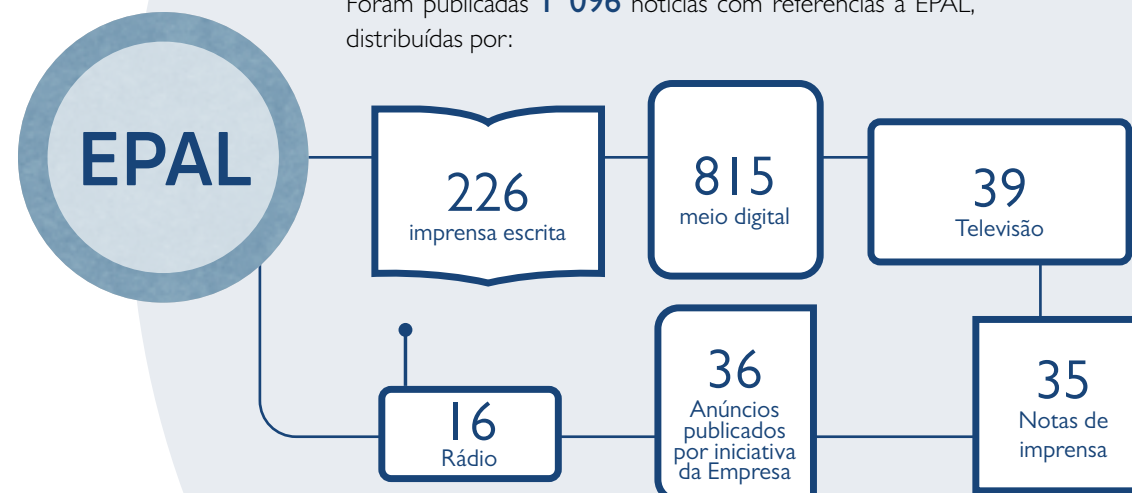 Foram publicadas 1 096 notícias com referências à EPAL,
distribuídas por:
EPAL
226
imprensa escrita
815
meio digital
39
Televisão
16
Rádio
36
Anúncios
publicados
por iniciativa
da Empresa
35
Notas de
imprensa